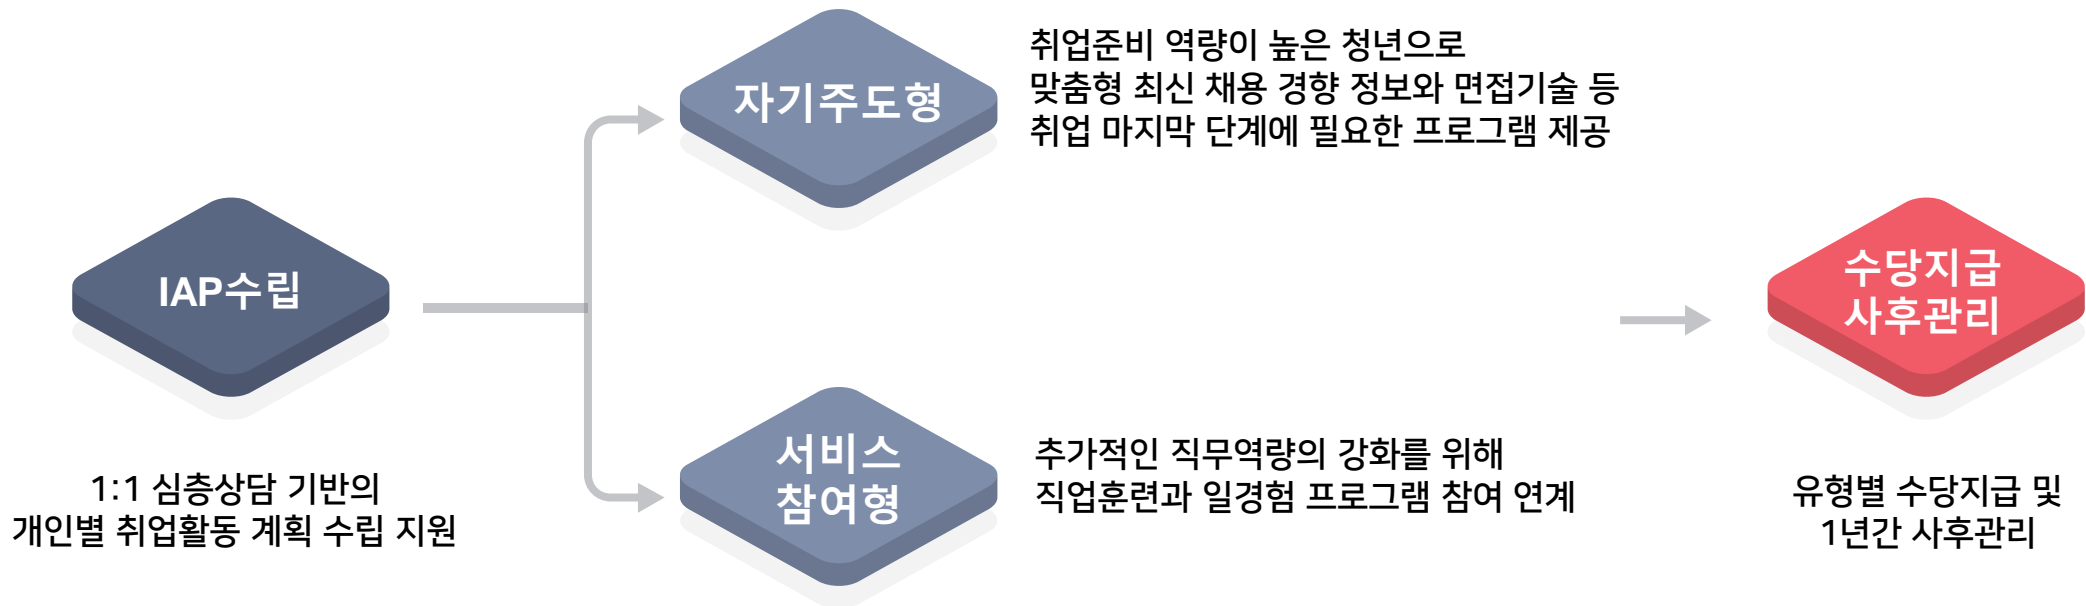 IAP수립
1:1 심층상담 기반의
개인별 취업활동 계획 수립 지원
자기주도형
취업준비 역량이 높은 청년으로
맞춤형 최신 채용 경향 정보와 면접기술 등
취업 마지막 단계에 필요한 프로그램 제공
서비스
참여형
추가적인 직무역량의 강화를 위해
직업훈련과 일경험 프로그램 참여 연계
수당지급
사후관리
유형별 수당지급 및
1년간 사후관리